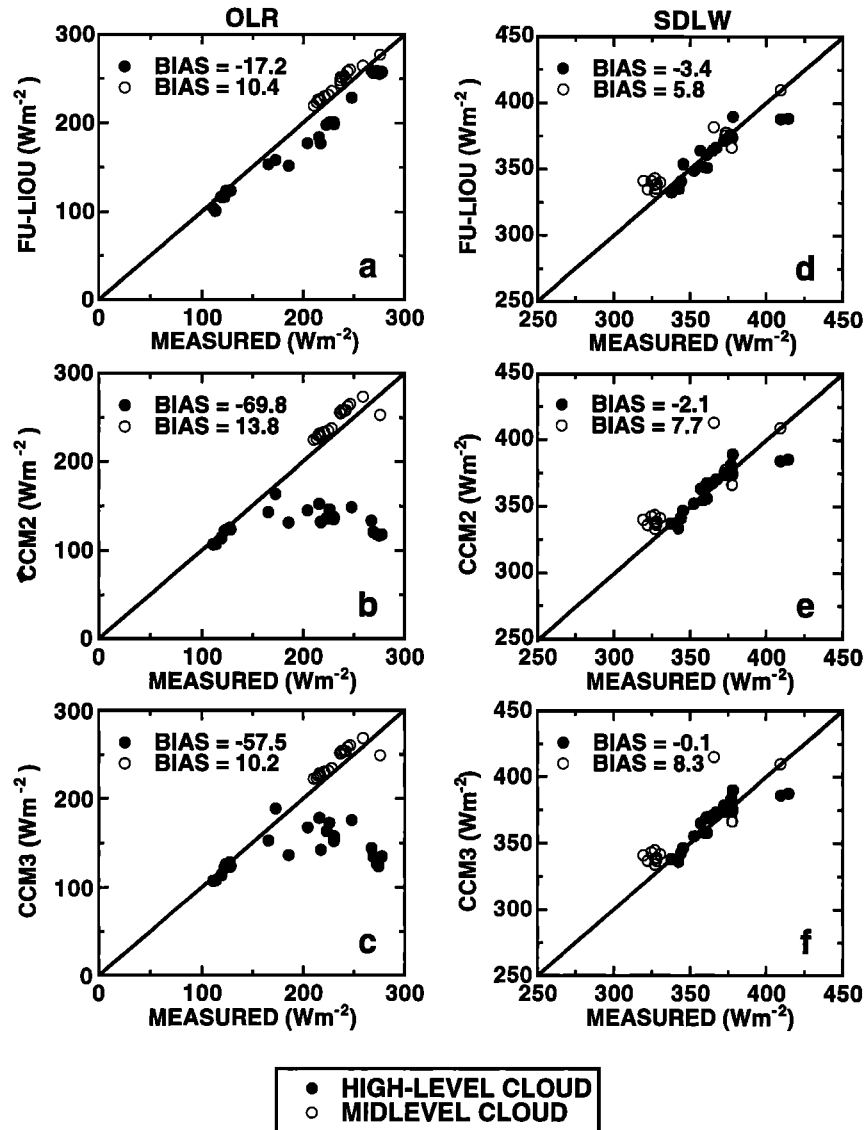 OLR
SDLW
300
200
100
0
0
100
200
300
FU-LIOU (Wm-2)
MEASURED (Wm-2)
BIAS = -17.2
BIAS = 10.4
a
450
400
350
300
250
250
300
350
400
450
FU-LIOU (Wm-2)
MEASURED (Wm-2)
BIAS = -3.4
BIAS = 5.8
d
300
200
100
0
0
100
200
300
CCM2 (Wm-2)
MEASURED (Wm-2)
BIAS = -69.8
BIAS = 13.8
b
450
400
350
300
250
250
300
350
400
450
CCM2 (Wm-2)
MEASURED (Wm-2)
BIAS = -2.1
BIAS = 7.7
e
300
200
100
0
0
100
200
300
CCM3 (Wm-2)
MEASURED (Wm-2)
BIAS = -57.5
BIAS = 10.2
c
450
400
350
300
250
250
300
350
400
450
CCM3 (Wm-2)
MEASURED (Wm-2)
BIAS = -0.1
BIAS = 8.3
f
HIGH-LEVEL CLOUD
MIDLEVEL CLOUD